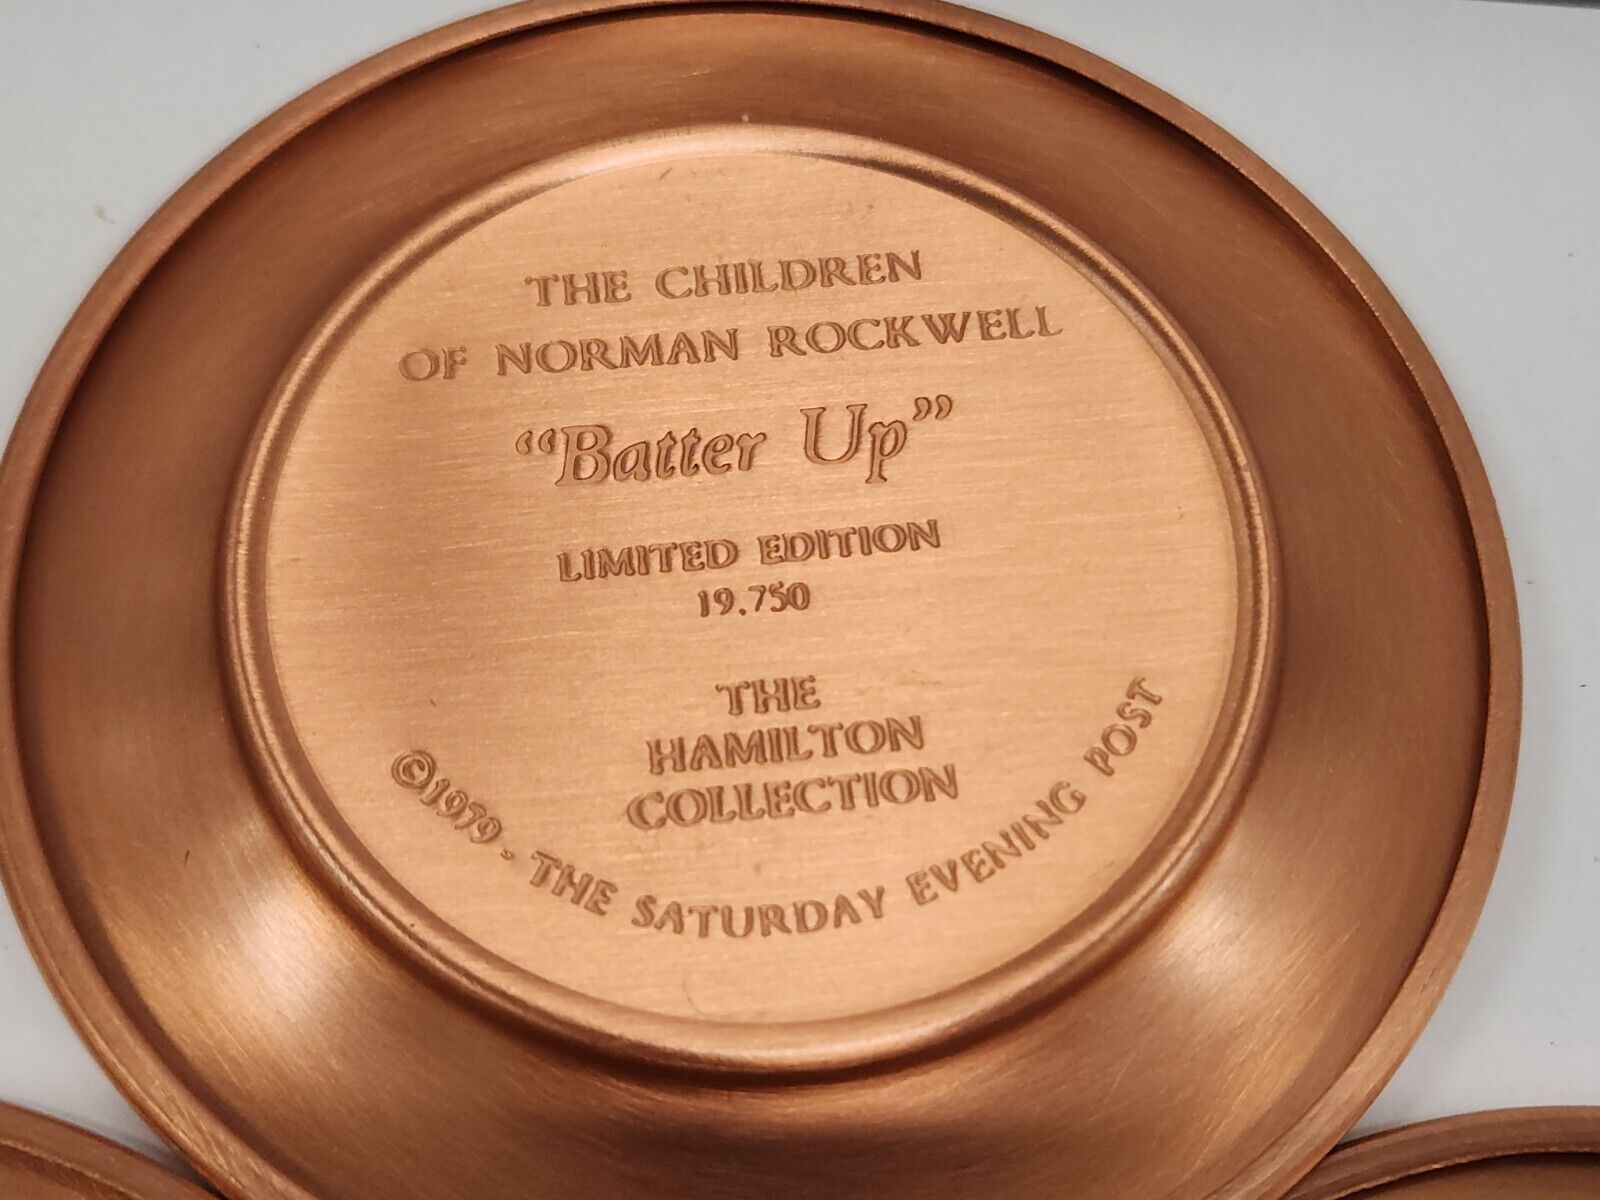 THE CHILDREN
OF NORMAN ROCKWELL
“Batter Up”
LIMITED EDITION
19.750
THE
HAMILTON
COLLECTION
©1979 - THE SATURDAY EVENING POST